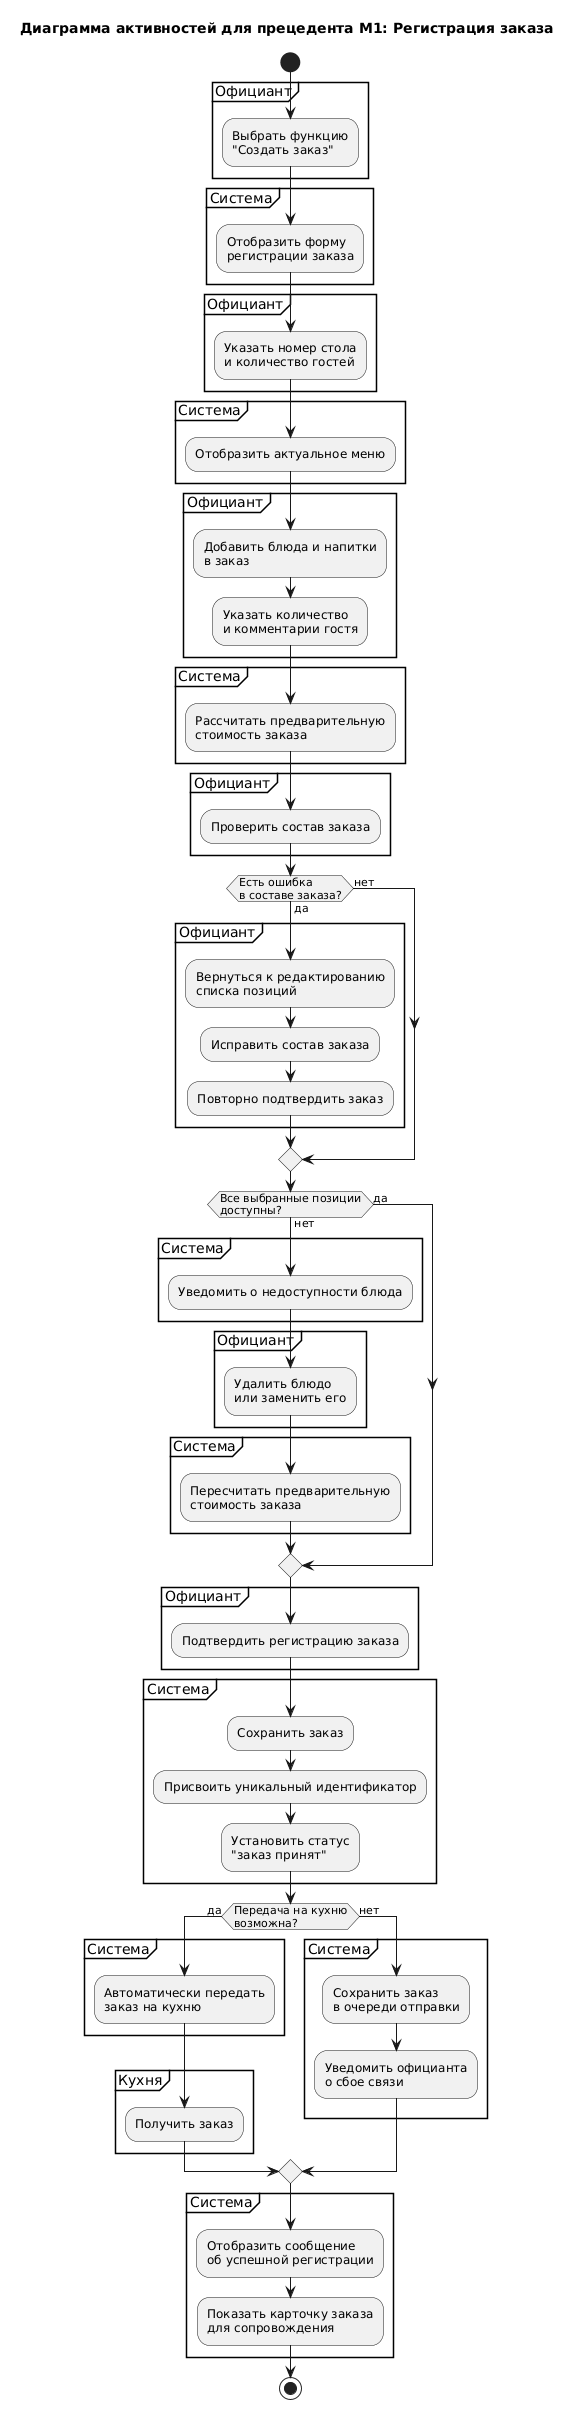 Диаграмма активностей для прецедента M1: Регистрация заказа
Официант
Выбрать функцию
"Создать заказ"
Система
Отобразить форму
регистрации заказа
Официант
Указать номер стола
и количество гостей
Система
Отобразить актуальное меню
Официант
Добавить блюда и напитки
в заказ
Указать количество
и комментарии гостя
Система
Рассчитать предварительную
стоимость заказа
Официант
Проверить состав заказа
Есть ошибка
в составе заказа?
нет
да
Официант
Вернуться к редактированию
списка позиций
Исправить состав заказа
Повторно подтвердить заказ
Все выбранные позиции
доступны?
да
нет
Система
Уведомить о недоступности блюда
Официант
Удалить блюдо
или заменить его
Система
Пересчитать предварительную
стоимость заказа
Официант
Подтвердить регистрацию заказа
Система
Сохранить заказ
Присвоить уникальный идентификатор
Установить статус
"заказ принят"
да
Передача на кухню
возможна?
нет
Система
Автоматически передать
заказ на кухню
Кухня
Получить заказ
Система
Сохранить заказ
в очереди отправки
Уведомить официанта
о сбое связи
Система
Отобразить сообщение
об успешной регистрации
Показать карточку заказа
для сопровождения